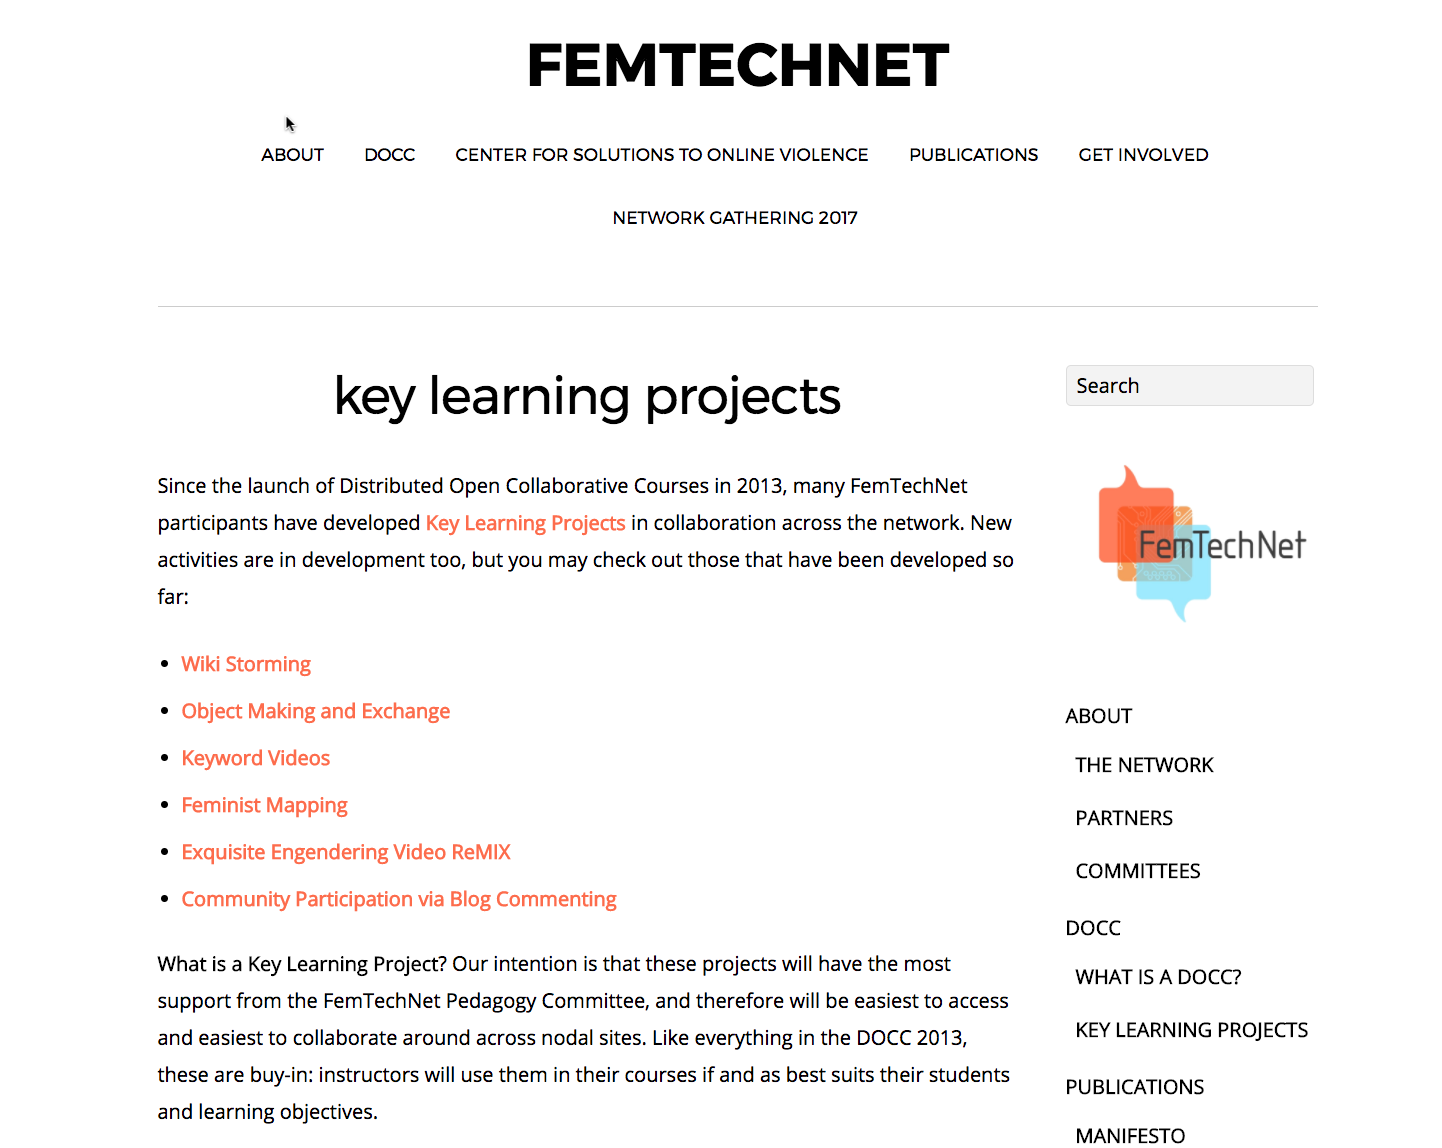 FEMTECHNET
ABOUT DOCC CENTER FOR SOLUTIONS TO ONLINE VIOLENCE PUBLICATIONS GET INVOLVED
NETWORK GATHERING 2017
key learning projects
Since the launch of Distributed Open Collaborative Courses in 2013, many FemTechNet
participants have developed Key Learning Projects in collaboration across the network. New
activities are in development too, but you may check out those that have been developed so
far:
• Wiki Storming
• Object Making and Exchange
• Keyword Videos
• Feminist Mapping
• Exquisite Engendering Video ReMIX
• Community Participation via Blog Commenting
What is a Key Learning Project? Our intention is that these projects will have the most
support from the FemTechNet Pedagogy Committee, and therefore will be easiest to access
and easiest to collaborate around across nodal sites. Like everything in the DOCC 2013,
these are buy-in: instructors will use them in their courses if and as best suits their students
and learning objectives.
Search
FemTechNet
ABOUT
THE NETWORK
PARTNERS
COMMITTEES
DOCC
WHAT IS A DOCC?
KEY LEARNING PROJECTS
PUBLICATIONS
MANIFESTO